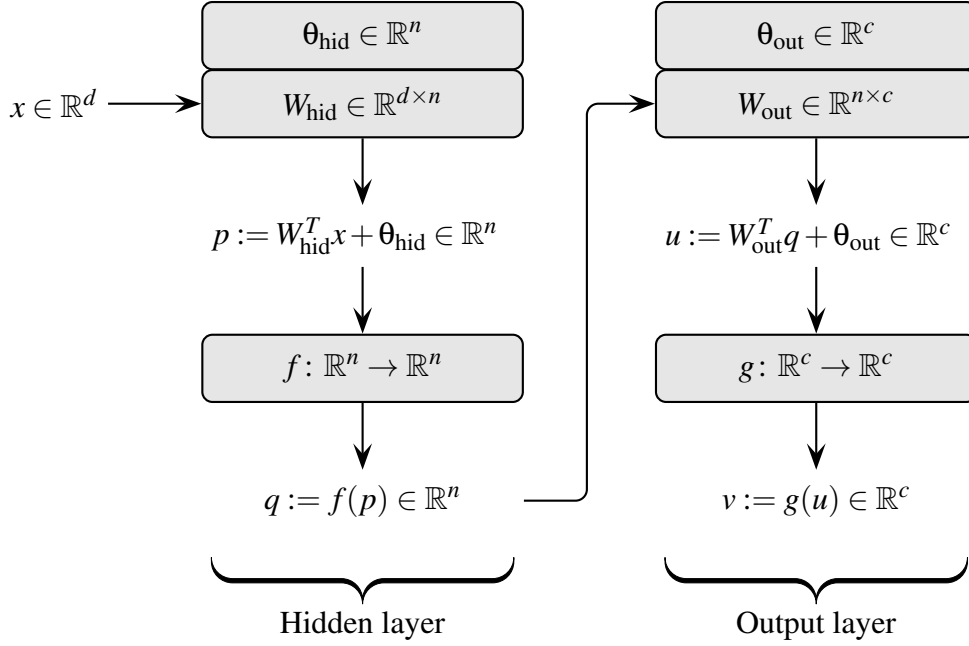 x ∈ ℝ^d
θ_hid ∈ ℝ^n
W_hid ∈ ℝ^{d×n}
p := W_hid^T x + θ_hid ∈ ℝ^n
f : ℝ^n → ℝ^n
q := f(p) ∈ ℝ^n
Hidden layer
θ_out ∈ ℝ^c
W_out ∈ ℝ^{n×c}
u := W_out^T q + θ_out ∈ ℝ^c
g : ℝ^c → ℝ^c
v := g(u) ∈ ℝ^c
Output layer